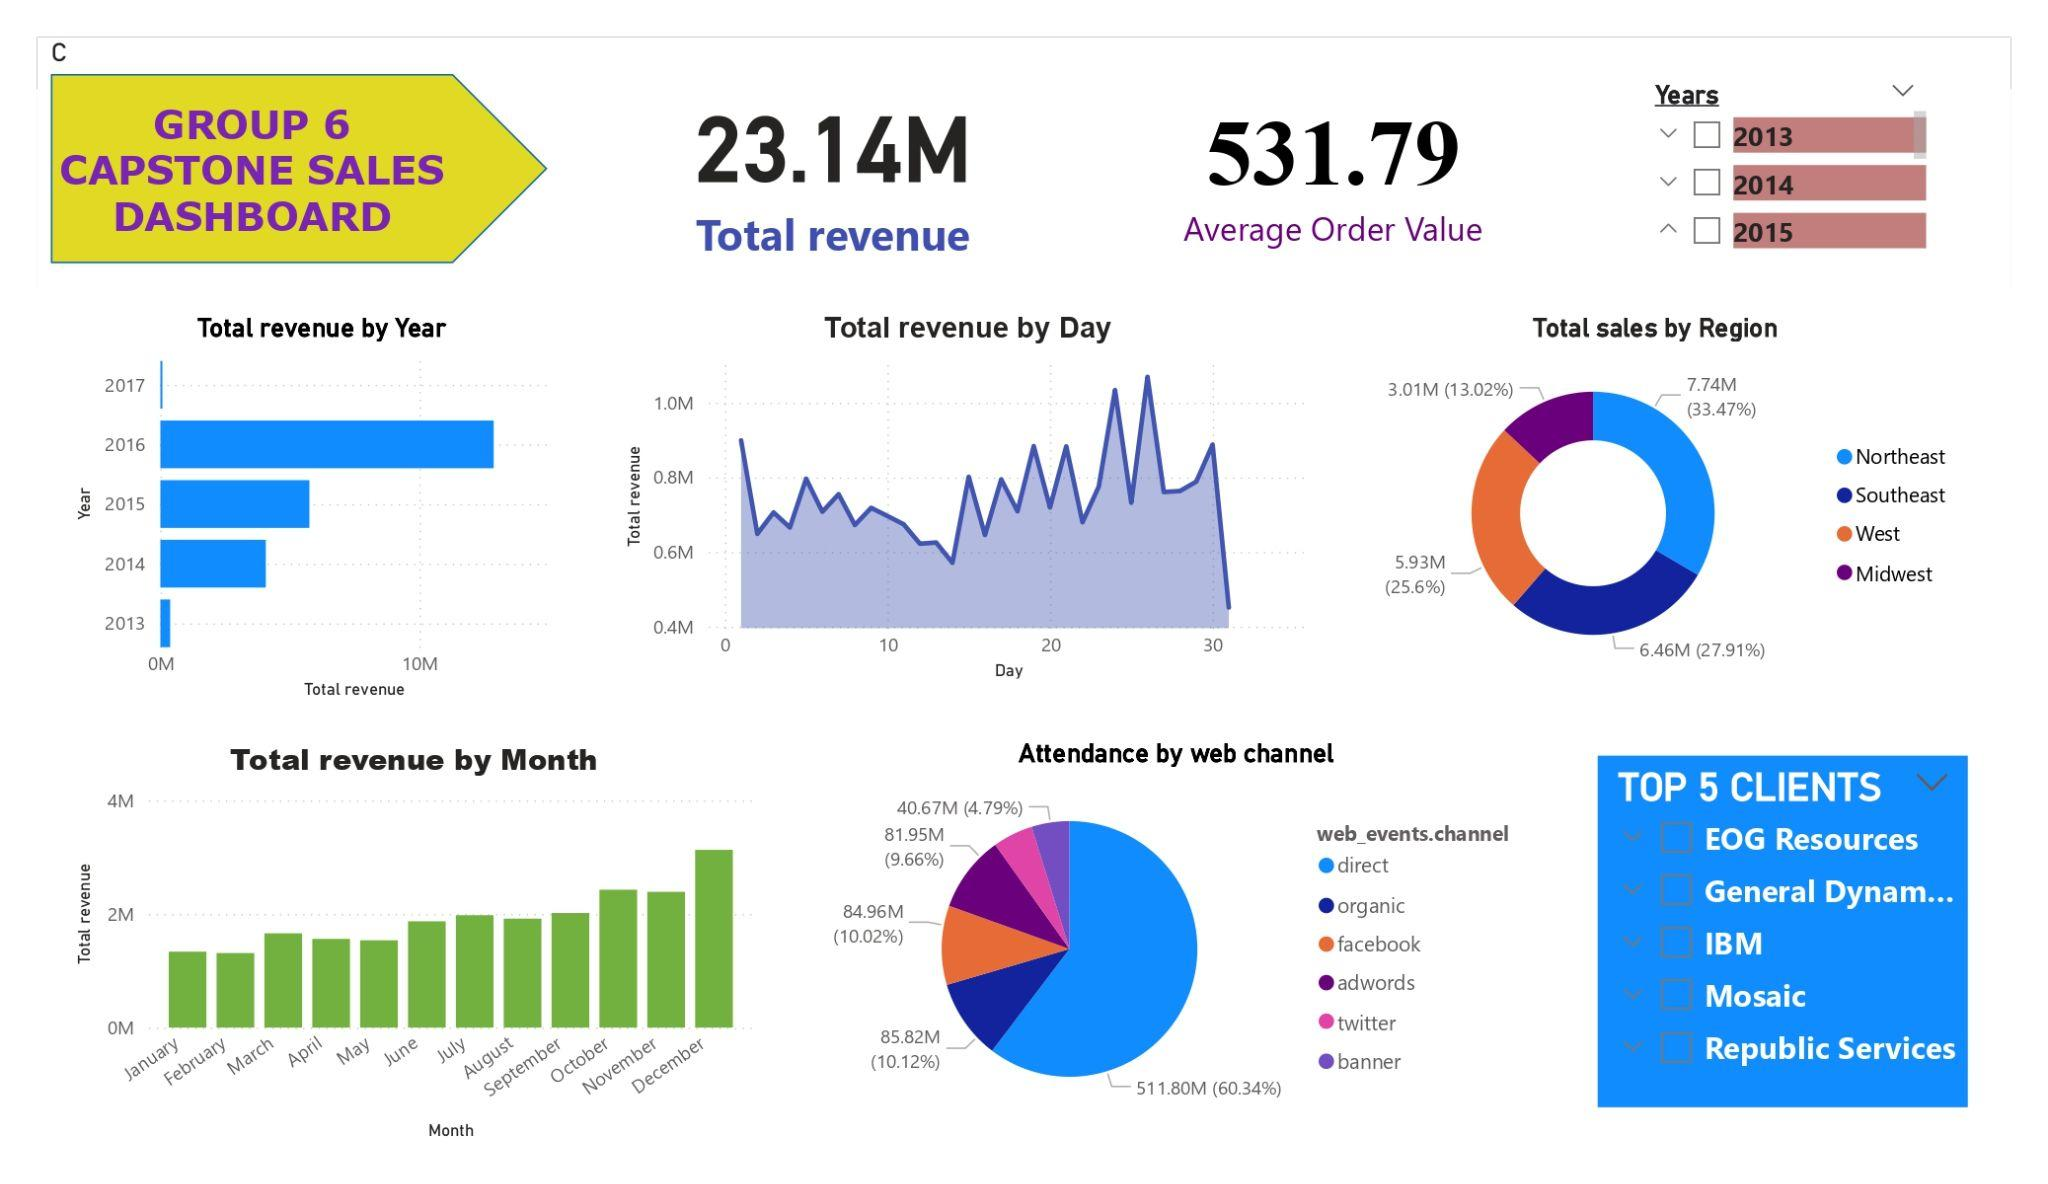 C
GROUP 6
CAPSTONE SALES
DASHBOARD
23.14M
Total revenue
531.79
Average Order Value
Years
2013
2014
2015
Total revenue by Year
2017
2016
2015
2014
2013
Year
0M
10M
Total revenue
Total revenue by Day
1.0M
0.8M
0.6M
0.4M
Total revenue
0
10
20
30
Day
Total sales by Region
3.01M (13.02%)
7.74M
(33.47%)
5.93M
(25.6%)
6.46M (27.91%)
Northeast
Southeast
West
Midwest
Total revenue by Month
4M
2M
0M
Total revenue
January
February
March
April
May
June
July
August
September
October
November
December
Month
Attendance by web channel
40.67M (4.79%)
81.95M
(9.66%)
84.96M
(10.02%)
85.82M
(10.12%)
511.80M (60.34%)
web_events.channel
direct
organic
facebook
adwords
twitter
banner
TOP 5 CLIENTS
EOG Resources
General Dynam...
IBM
Mosaic
Republic Services